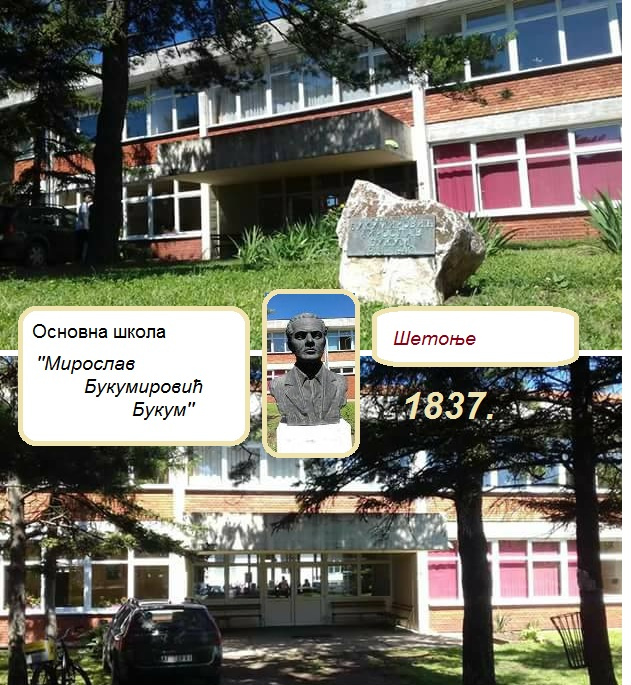 Основна школа
"Мирослав
Букумировић
Букум"
Шетоње
1837.